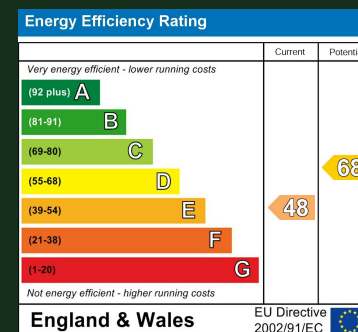 Energy Efficiency Rating
Current Potenti
Very energy efficient - lower running costs
(92 plus) A
(81-91) B
(69-80) C
(55-68) D
68
(39-54) E
48
(21-38) F
(1-20) G
Not energy efficient - higher running costs
England & Wales
EU Directive
2002/91/EC